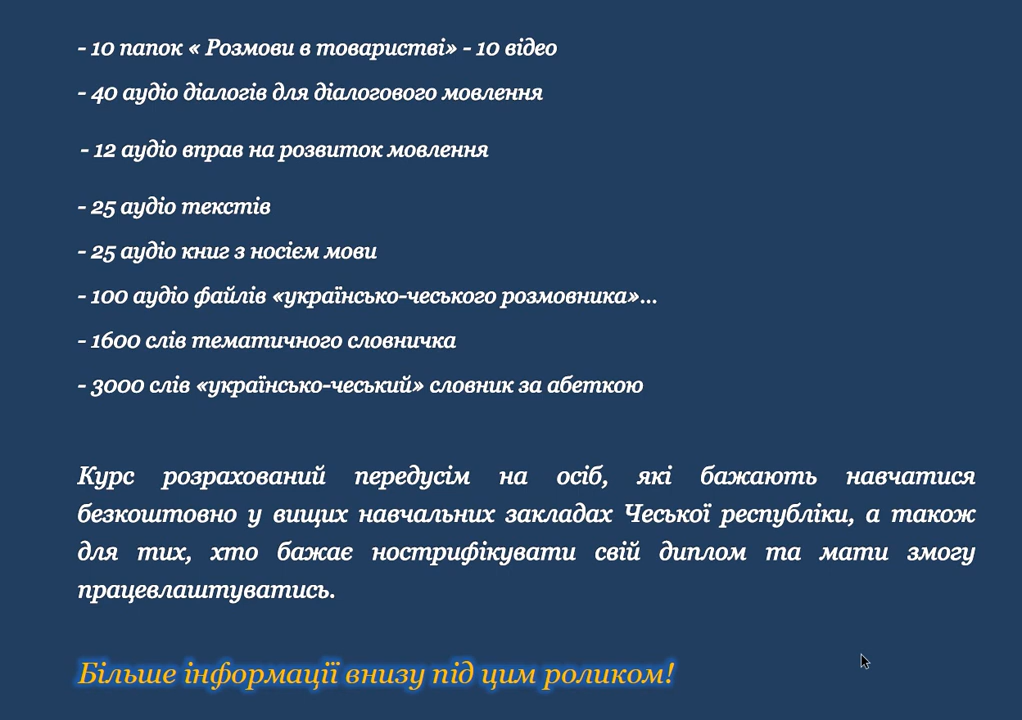 - 10 папок « Розмови в товаристві» - 10 відео
- 40 аудіо діалогів для діалогового мовлення
- 12 аудіо вправ на розвиток мовлення
- 25 аудіо текстів
- 25 аудіо книг з носієм мови
- 100 аудіо файлів «українсько-чеського розмовника»...
- 1600 слів тематичного словничка
- 3000 слів «українсько-чеський» словник за абеткою
Курс розрахований передусім на осіб, які бажають навчатися
безкоштовно у вищих навчальних закладах Чеської республіки, а також
для тих, хто бажає нострифікувати свій диплом та мати змогу
працевлаштуватись.
Більше інформації внизу під цим роликом!